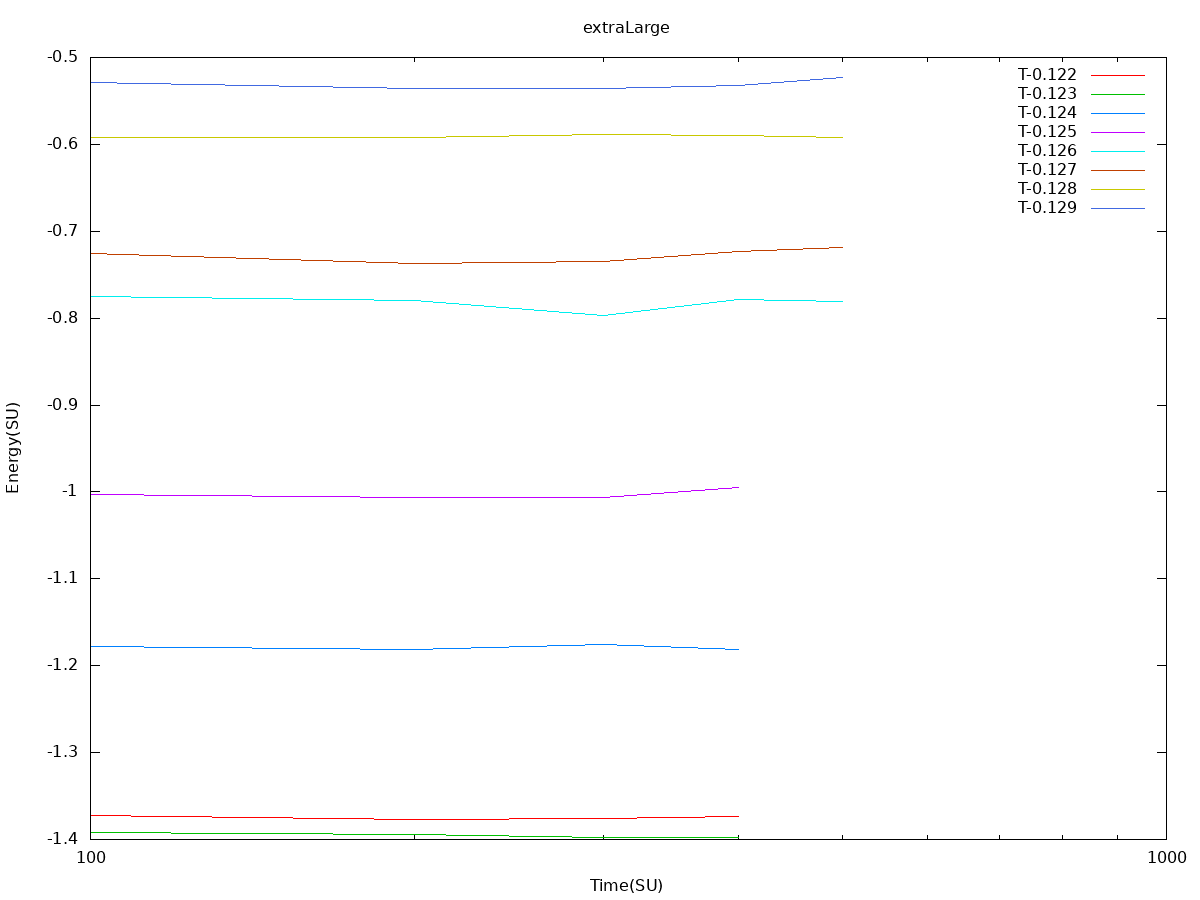 extraLarge
-0.5
-0.6
-0.7
-0.8
-0.9
-1
-1.1
-1.2
-1.3
-1.4
Energy(SU)
T-0.122
T-0.123
T-0.124
T-0.125
T-0.126
T-0.127
T-0.128
T-0.129
100
1000
Time(SU)